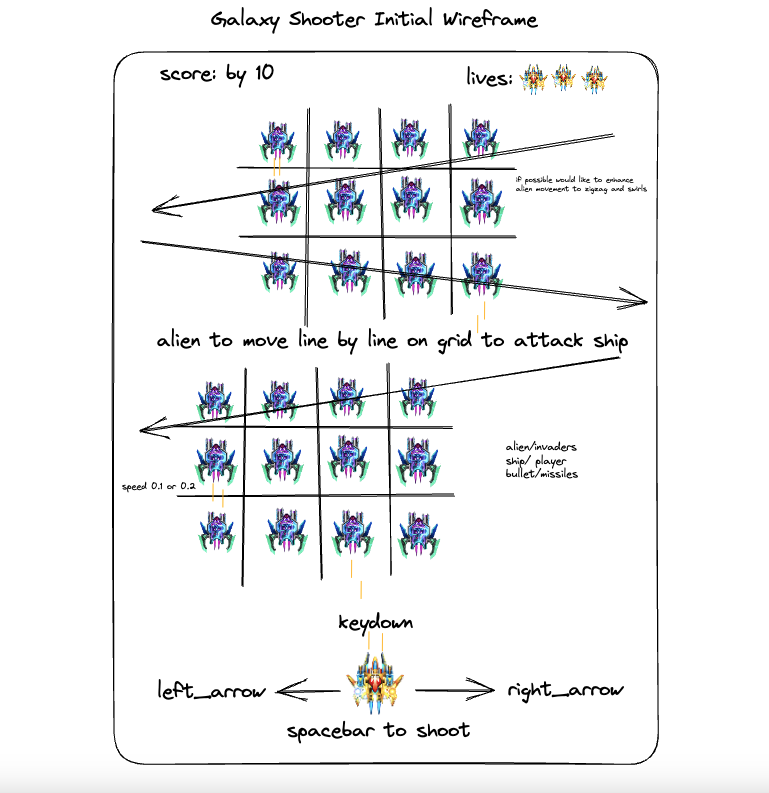 Galaxy Shooter Initial Wireframe
score: by 10
lives:
if possible would like to enhance
alien movement to zigzag and swirls
alien to move line by line on grid to attack ship
alien/invaders
ship/ player
bullet/missiles
speed 0.1 or 0.2
keydown
left_arrow
right_arrow
spacebar to shoot